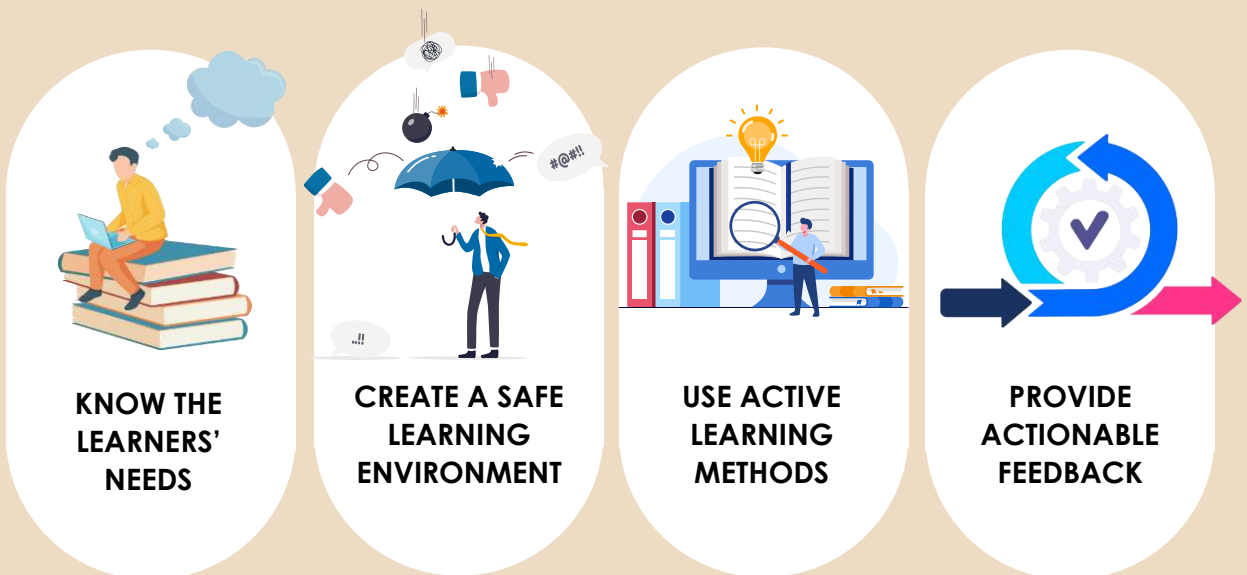 KNOW THE
LEARNERS’
NEEDS
#@#!!
..!!
CREATE A SAFE
LEARNING
ENVIRONMENT
USE ACTIVE
LEARNING
METHODS
PROVIDE
ACTIONABLE
FEEDBACK